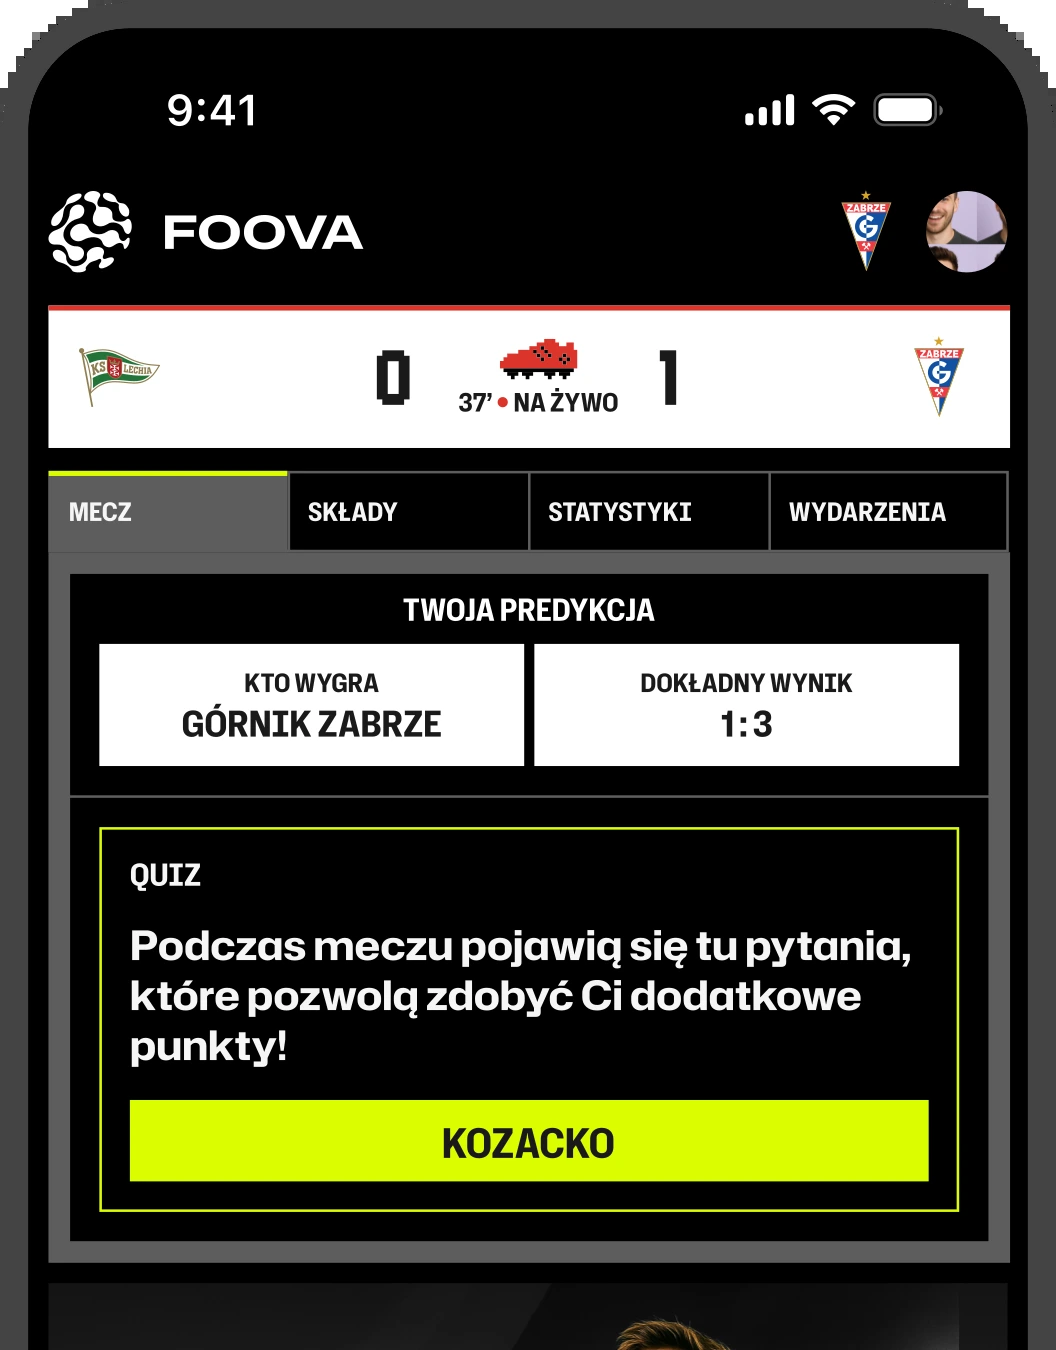 9:41
FOOVA
ZABRZE
G
KS LECHIA
0
1
ZABRZE
G
37’ NA ŻYWO
MECZ
SKŁADY
STATYSTYKI
WYDARZENIA
TWOJA PREDYKCJA
KTO WYGRA
GÓRNIK ZABRZE
DOKŁADNY WYNIK
1:3
QUIZ
Podczas meczu pojawią się tu pytania,
które pozwolą zdobyć Ci dodatkowe
punkty!
KOZACKO